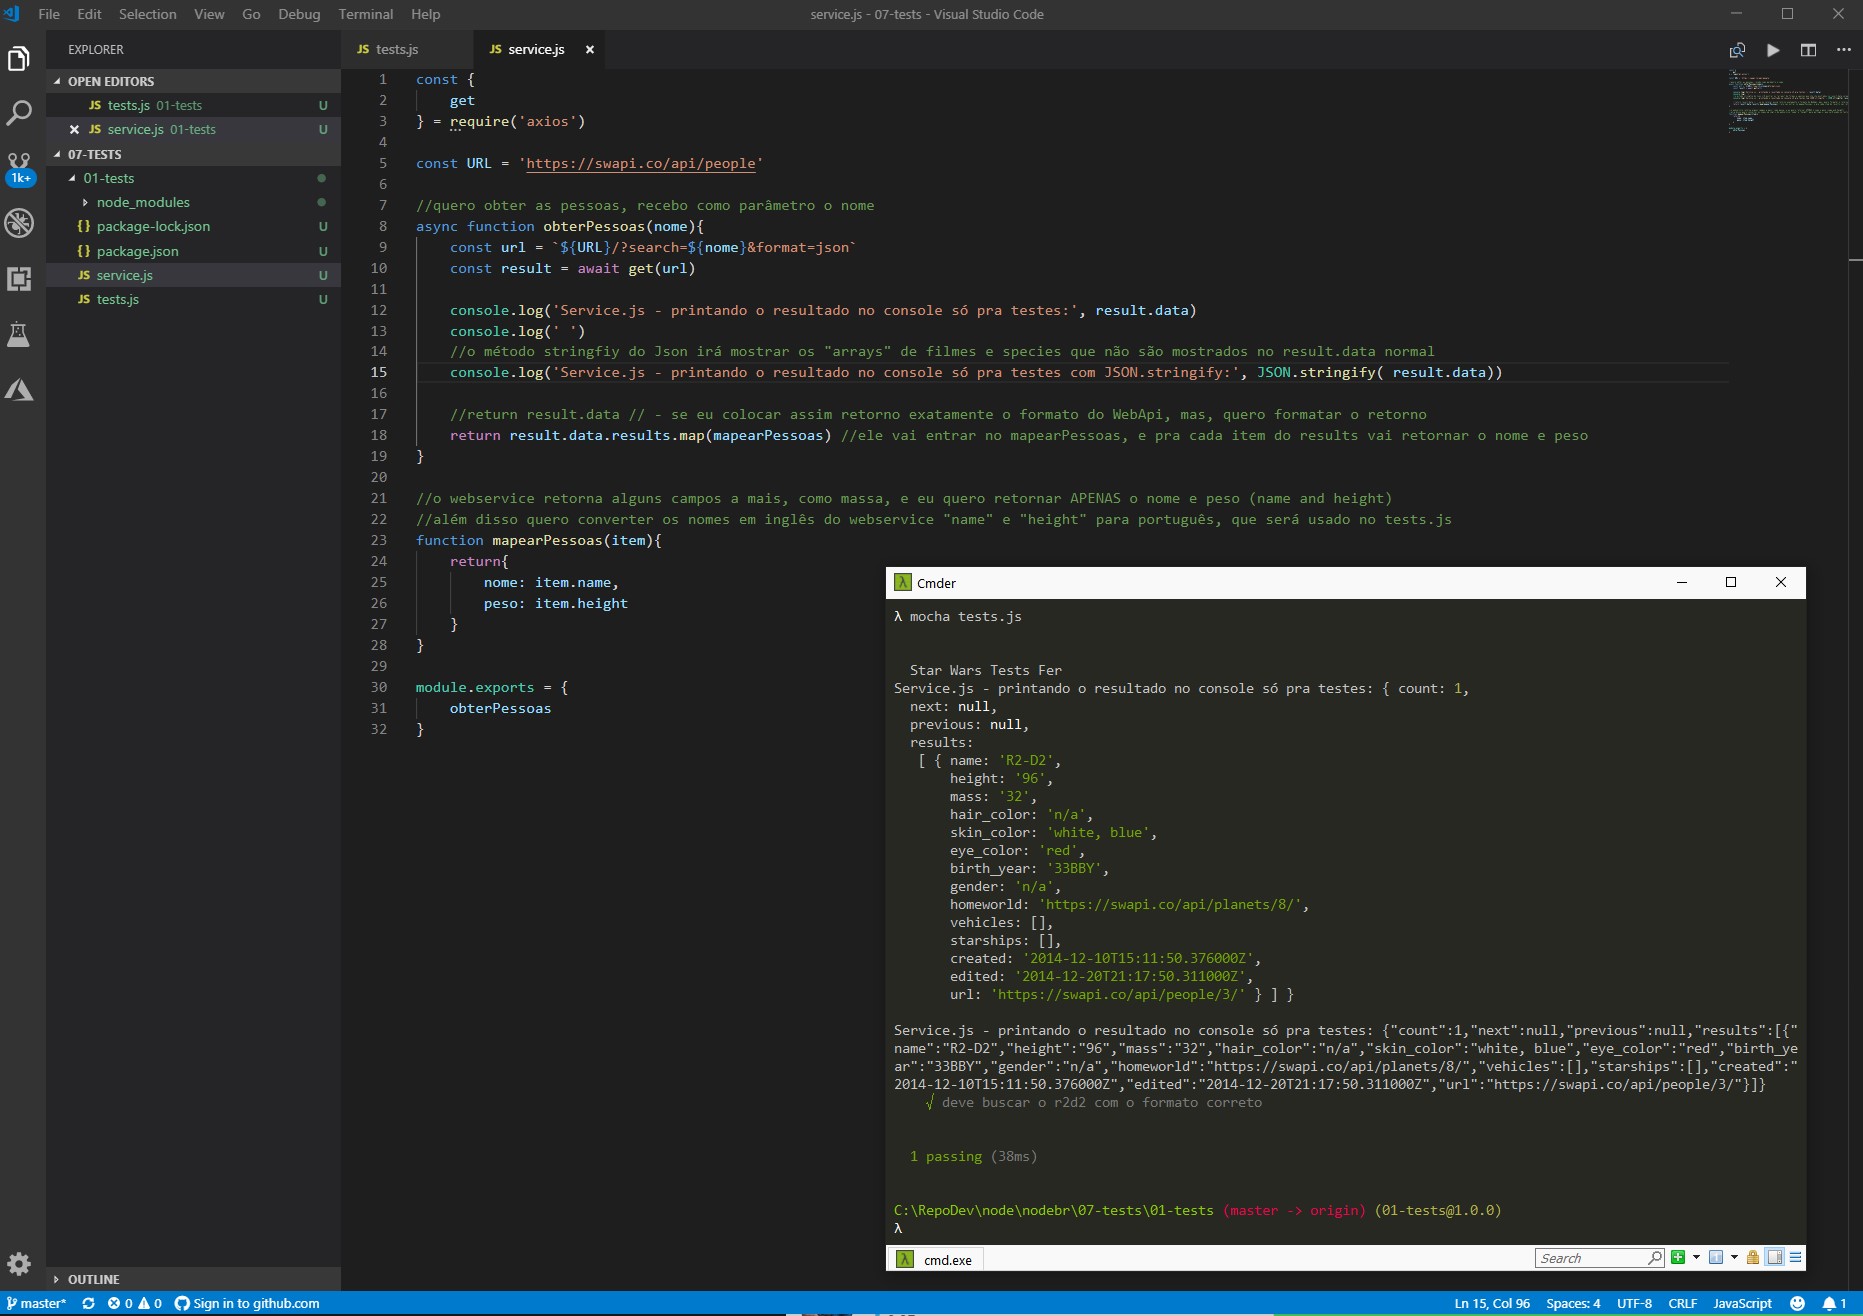 File Edit Selection View Go Debug Terminal Help
service.js - 07-tests - Visual Studio Code
EXPLORER
OPEN EDITORS
JS tests.js 01-tests U
JS service.js 01-tests U
07-TESTS
01-tests
node_modules
{} package-lock.json U
{} package.json U
JS service.js U
JS tests.js U
1k+
OUTLINE
JS tests.js
JS service.js
1 const {
2 get
3 } = require('axios')
4
5 const URL = 'https://swapi.co/api/people'
6
7 //quero obter as pessoas, recebo como parâmetro o nome
8 async function obterPessoas(nome){
9 const url = `${URL}/?search=${nome}&format=json`
10 const result = await get(url)
11
12 console.log('Service.js - printando o resultado no console só pra testes:', result.data)
13 console.log(' ')
14 //o método stringfiy do Json irá mostrar os "arrays" de filmes e species que não são mostrados no result.data normal
15 console.log('Service.js - printando o resultado no console só pra testes com JSON.stringify:', JSON.stringify( result.data))
16
17 //return result.data // - se eu colocar assim retorno exatamente o formato do WebApi, mas, quero formatar o retorno
18 return result.data.results.map(mapearPessoas) //ele vai entrar no mapearPessoas, e pra cada item do results vai retornar o nome e peso
19 }
20
21 //o webservice retorna alguns campos a mais, como massa, e eu quero retornar APENAS o nome e peso (name and height)
22 //além disso quero converter os nomes em inglês do webservice "name" e "height" para português, que será usado no tests.js
23 function mapearPessoas(item){
24 return{
25 nome: item.name,
26 peso: item.height
27 }
28 }
29
30 module.exports = {
31 obterPessoas
32 }
Cmder
λ mocha tests.js
Star Wars Tests Fer
Service.js - printando o resultado no console só pra testes: { count: 1,
next: null,
previous: null,
results:
[ { name: 'R2-D2',
height: '96',
mass: '32',
hair_color: 'n/a',
skin_color: 'white, blue',
eye_color: 'red',
birth_year: '33BBY',
gender: 'n/a',
homeworld: 'https://swapi.co/api/planets/8/',
vehicles: [],
starships: [],
created: '2014-12-10T15:11:50.376000Z',
edited: '2014-12-20T21:17:50.311000Z',
url: 'https://swapi.co/api/people/3/' } ] }
Service.js - printando o resultado no console só pra testes: {"count":1,"next":null,"previous":null,"results":[{"
name":"R2-D2","height":"96","mass":"32","hair_color":"n/a","skin_color":"white, blue","eye_color":"red","birth_ye
ar":"33BBY","gender":"n/a","homeworld":"https://swapi.co/api/planets/8/","vehicles":[],"starships":[],"created":"
2014-12-10T15:11:50.376000Z","edited":"2014-12-20T21:17:50.311000Z","url":"https://swapi.co/api/people/3/"}]}
√ deve buscar o r2d2 com o formato correto
1 passing (38ms)
C:\RepoDev\node\nodebr\07-tests\01-tests (master -> origin) (01-tests@1.0.0)
λ
cmd.exe
Search
master* 0 0 Sign in to github.com
Ln 15, Col 96 Spaces: 4 UTF-8 CRLF JavaScript 1